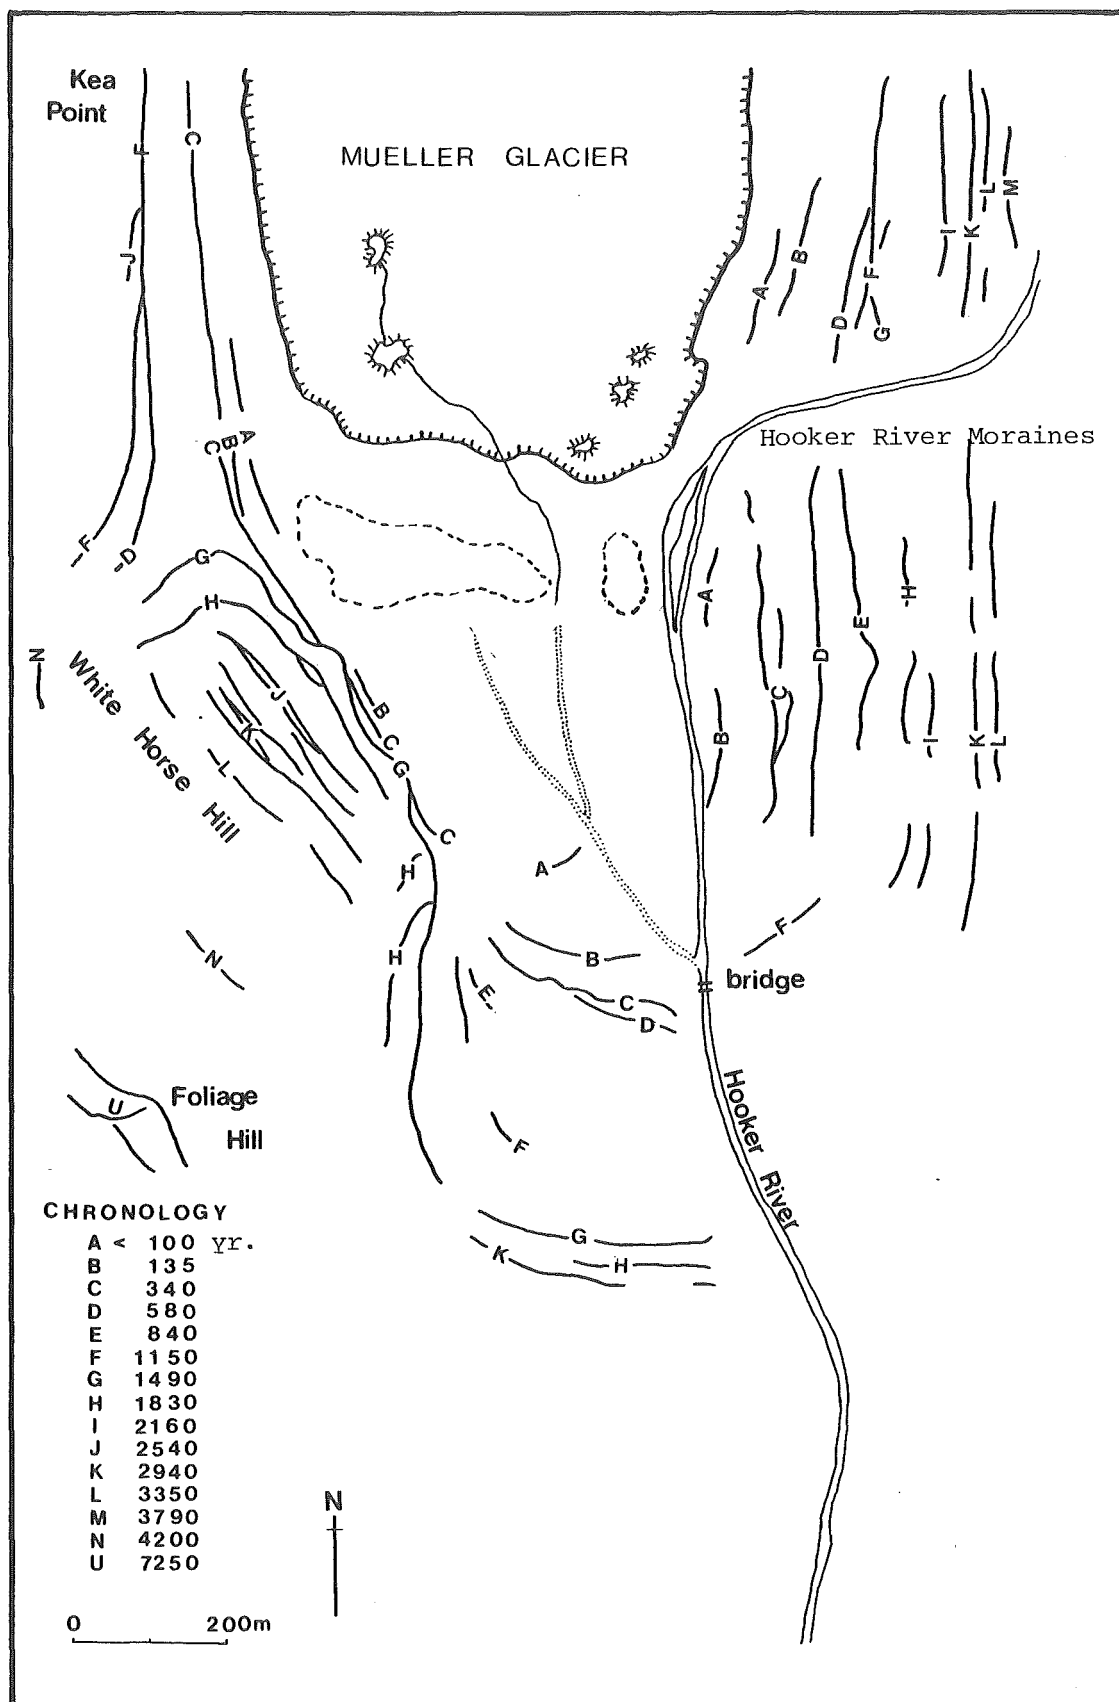 Kea
Point
MUELLER GLACIER
F
C
L
M
I
K
J
A
B
D
F
G
A
B
C
Hooker River Moraines
F
D
G
H
A
H
E
N
White Horse Hill
J
B
C
D
C
K
L
G
B
I
K
L
C
H
A
N
H
B
F
E
C
D
bridge
U
Foliage
Hill
Hooker River
F
G
K
H
CHRONOLOGY
A < 100 yr.
B 135
C 340
D 580
E 840
F 1150
G 1490
H 1830
I 2160
J 2540
K 2940
L 3350
M 3790
N 4200
U 7250
N
0 200m